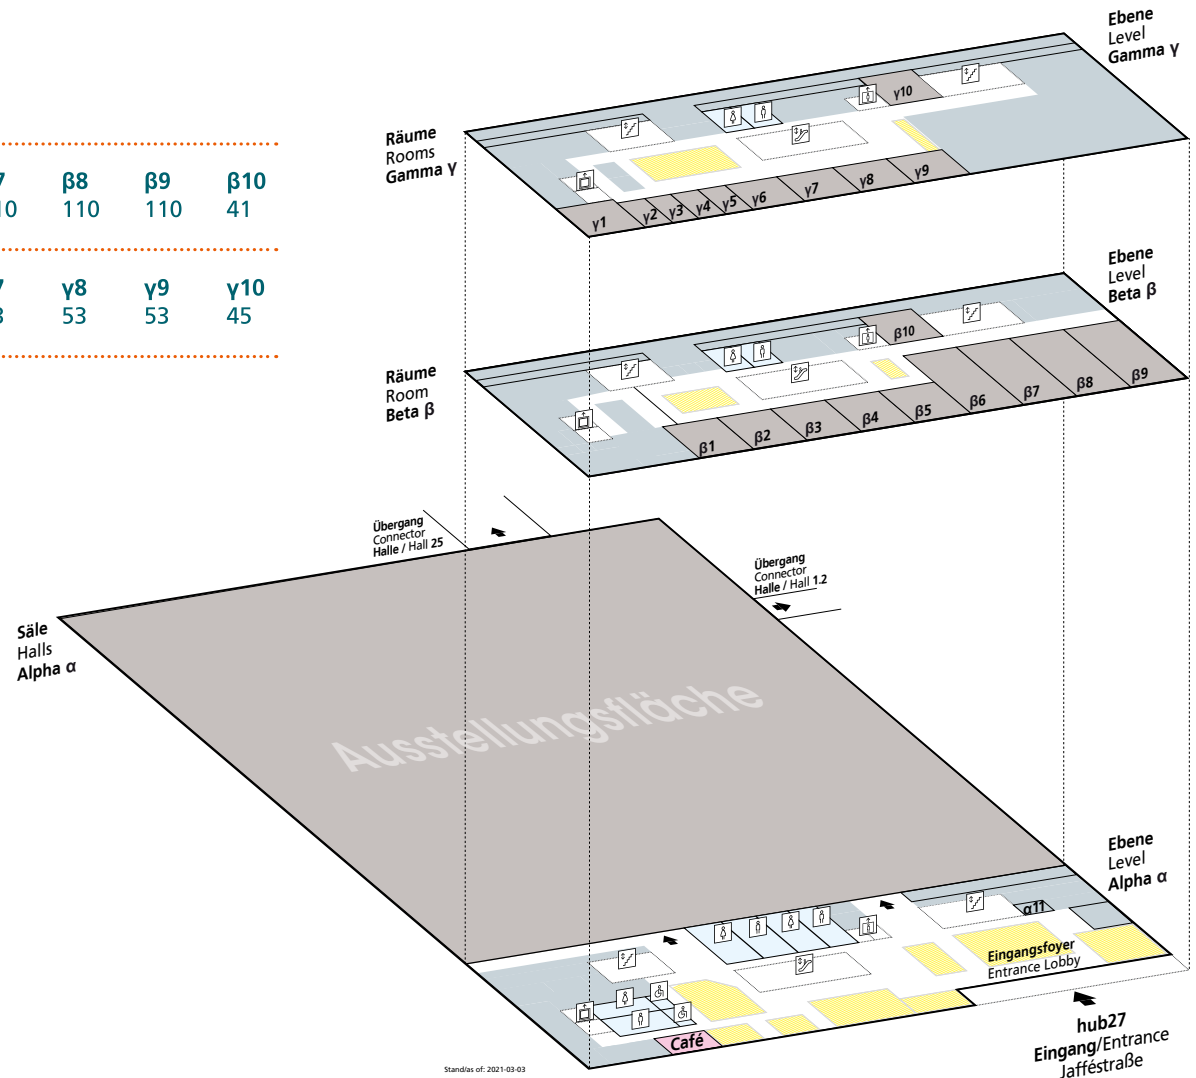 7 β8 β9 β10
10 110 110 41
7 γ8 γ9 γ10
3 53 53 45
Ebene
Level
Gamma γ
Räume
Rooms
Gamma γ
γ10
γ1 γ2 γ3 γ4 γ5 γ6 γ7 γ8 γ9
Ebene
Level
Beta β
Räume
Room
Beta β
β10
β1 β2 β3 β4 β5 β6 β7 β8 β9
Übergang
Connector
Halle / Hall 25
Übergang
Connector
Halle / Hall 1.2
Säle
Halls
Alpha α
Ausstellungsfläche
Ebene
Level
Alpha α
α11
Eingangsfoyer
Entrance Lobby
Café
hub27
Eingang/Entrance
Jafféstraße
Stand/as of: 2021-03-03